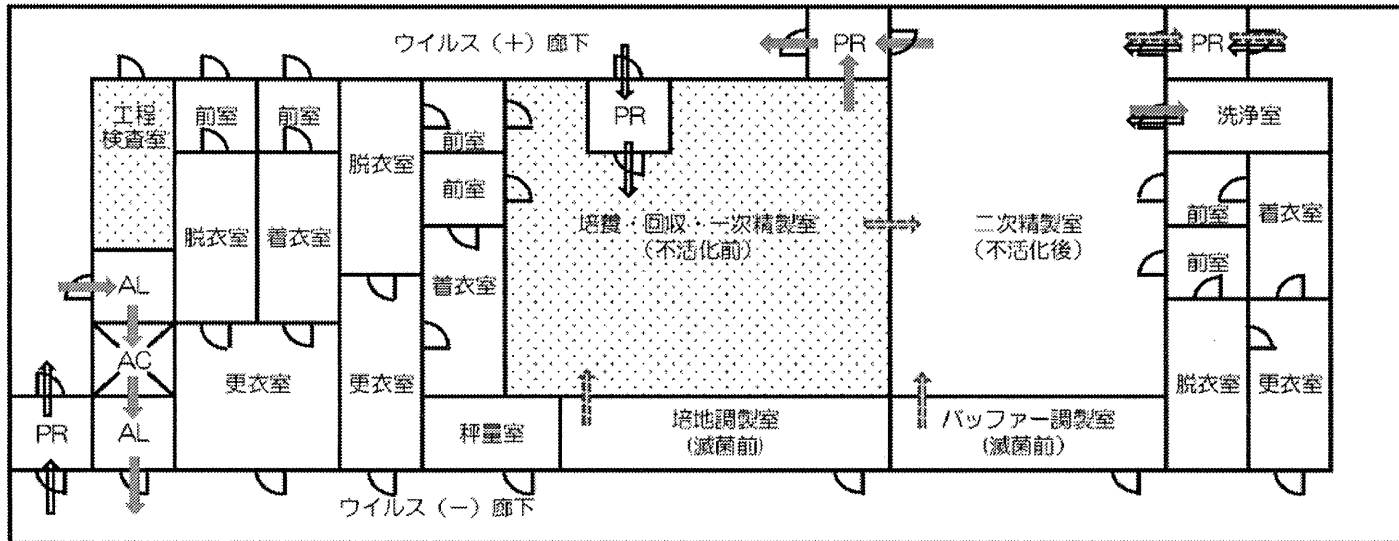 ウイルス（+）廊下
PR
PR
工程
検査室
前室
前室
前室
PR
洗浄室
脱衣室
前室
脱衣室
着衣室
培養・回収・一次精製室
（不活化前）
二次精製室
（不活化後）
前室
着衣室
AL
着衣室
前室
AC
更衣室
更衣室
脱衣室
更衣室
PR
AL
秤量室
培地調製室
(滅菌前)
バッファー調製室
(滅菌前)
ウイルス（−）廊下